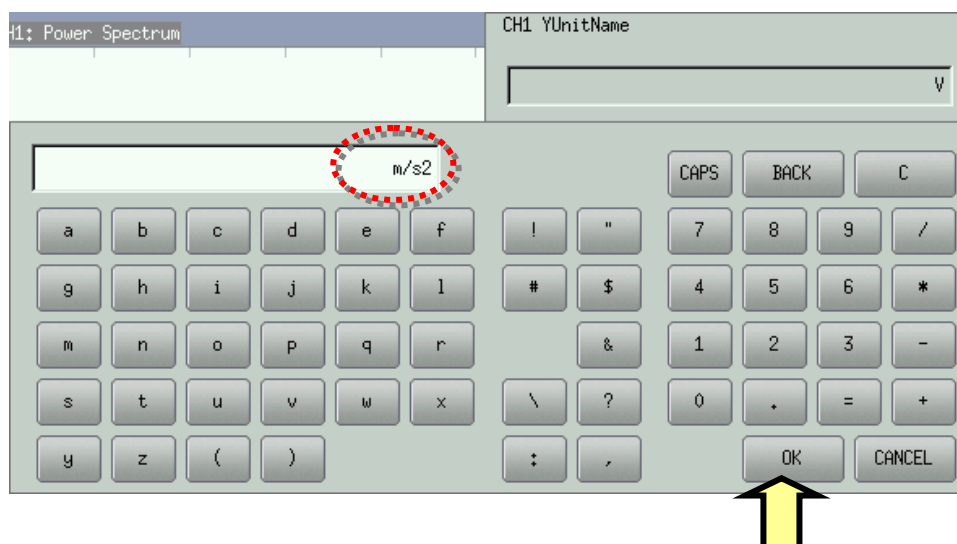 H1: Power Spectrum
CH1 YUnitName
V
m/s2
CAPS BACK C
a b c d e f ! " 7 8 9 /
g h i j k l # $ 4 5 6 *
m n o p q r & 1 2 3 -
s t u v w x \ ? 0 . = +
y z ( ) : , OK CANCEL